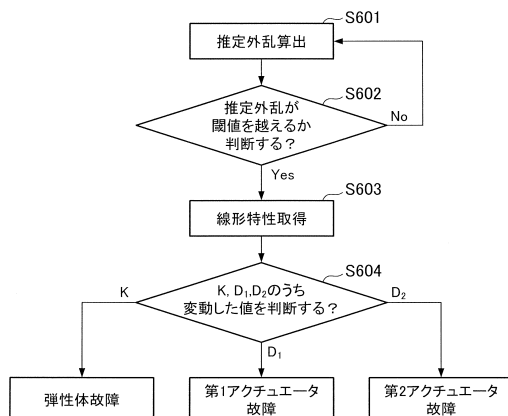 S601
推定外乱算出
S602
推定外乱が
閾値を越えるか
判断する？
No
Yes
S603
線形特性取得
S604
K, D₁,D₂のうち
変動した値を判断する？
K
D₂
D₁
弾性体故障
第1アクチュエータ
故障
第2アクチュエータ
故障